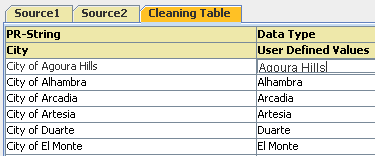 Source1 Source2 Cleaning Table
PR-String Data Type
City User Defined Values
City of Agoura Hills Agoura Hills
City of Alhambra Alhambra
City of Arcadia Arcadia
City of Artesia Artesia
City of Duarte Duarte
City of El Monte El Monte